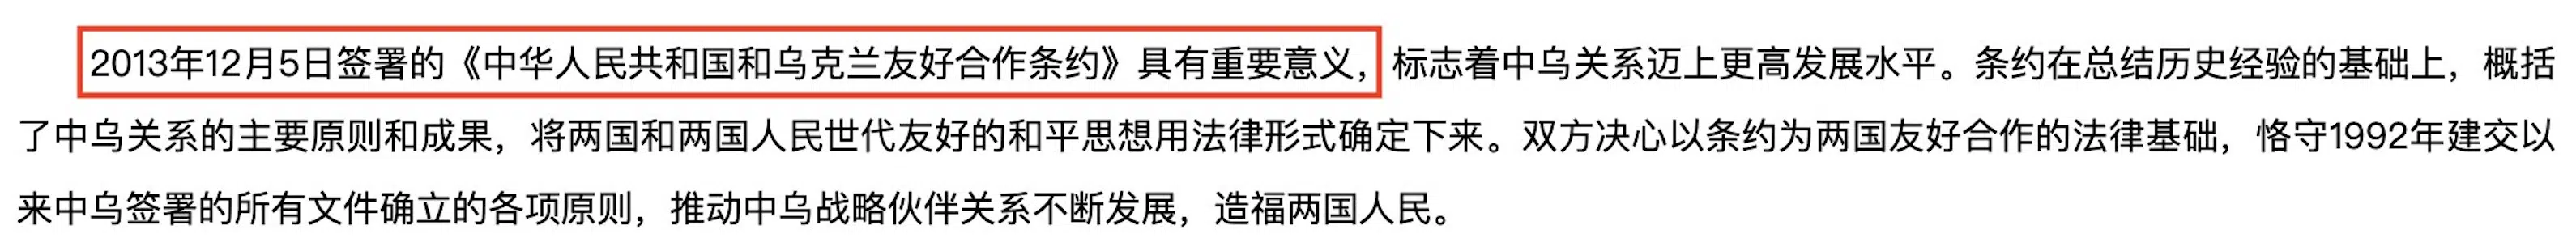 2013年12月5日签署的《中华人民共和国和乌克兰友好合作条约》具有重要意义，标志着中乌关系迈上更高发展水平。条约在总结历史经验的基础上，概括
了中乌关系的主要原则和成果，将两国和两国人民世代友好的和平思想用法律形式确定下来。双方决心以条约为两国友好合作的法律基础，恪守1992年建交以
来中乌签署的所有文件确立的各项原则，推动中乌战略伙伴关系不断发展，造福两国人民。